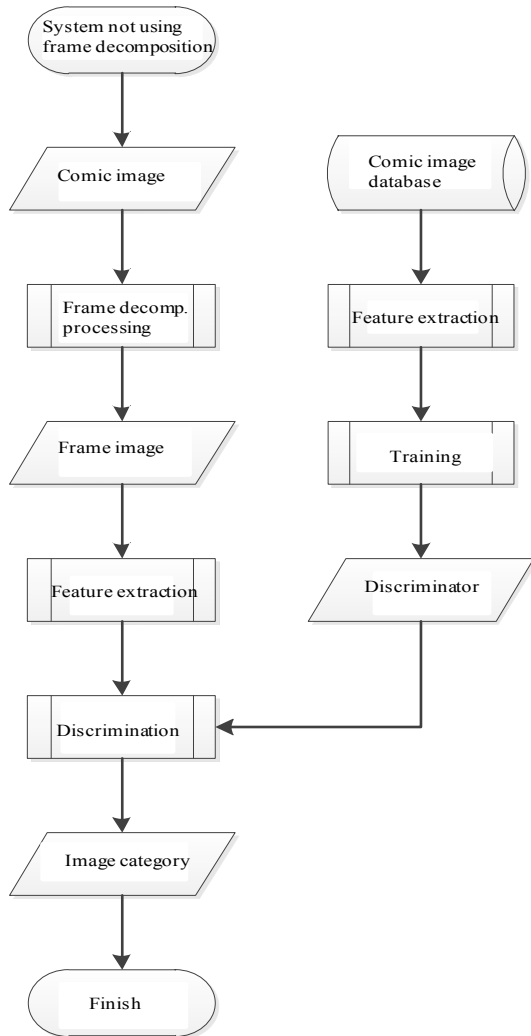 System not using
frame decomposition
Comic image
Frame decomp.
processing
Frame image
Feature extraction
Discrimination
Image category
Finish
Comic image
database
Feature extraction
Training
Discriminator